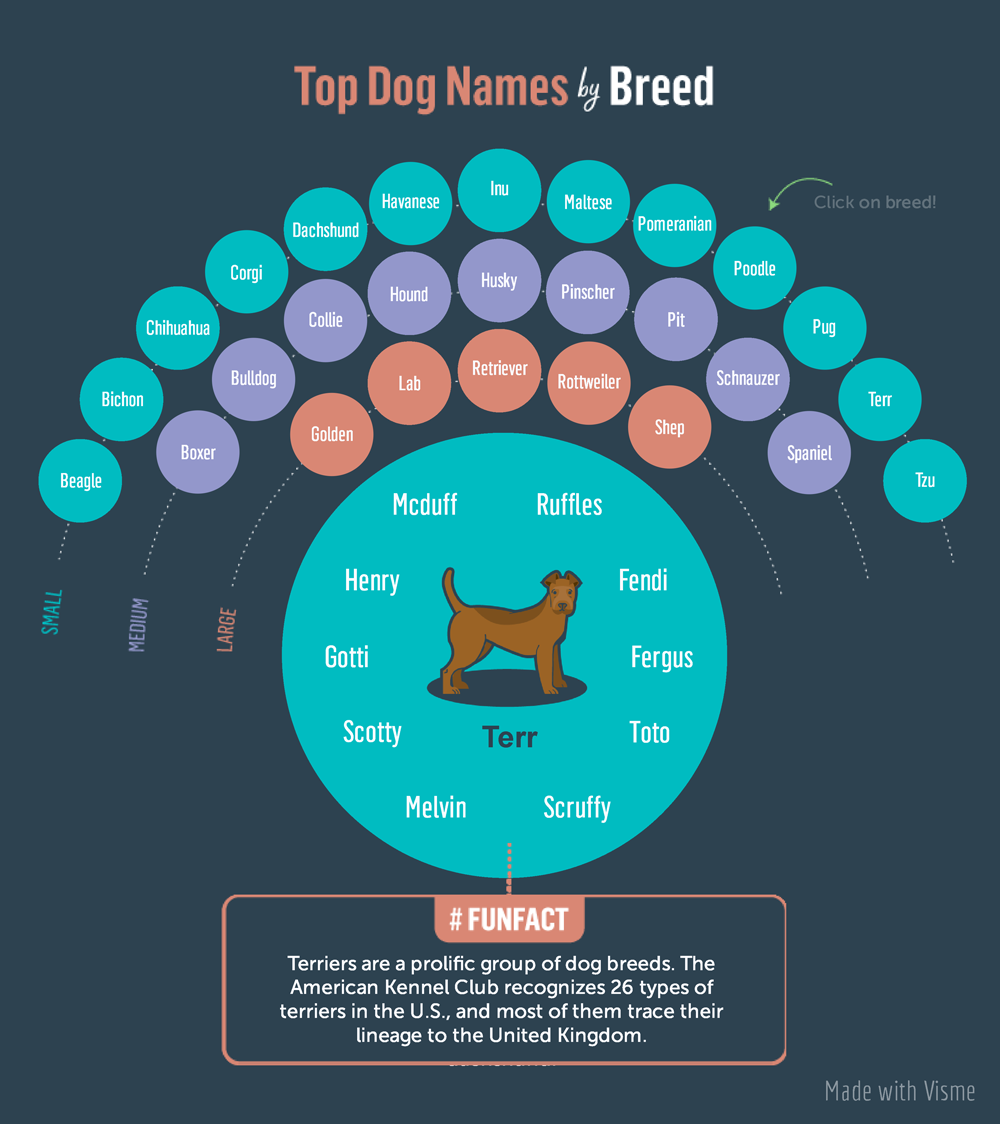 Top Dog Names by Breed
Click on breed!
Inu
Havanese
Maltese
Dachshund
Pomeranian
Corgi
Poodle
Chihuahua
Pug
Bichon
Terr
Beagle
Tzu
Husky
Hound
Pinscher
Collie
Pit
Bulldog
Schnauzer
Boxer
Spaniel
Retriever
Lab
Rottweiler
Golden
Shep
SMALL
MEDIUM
LARGE
Mcduff
Ruffles
Henry
Fendi
Gotti
Fergus
Scotty
Toto
Terr
Melvin
Scruffy
# FUNFACT
Terriers are a prolific group of dog breeds. The
American Kennel Club recognizes 26 types of
terriers in the U.S., and most of them trace their
lineage to the United Kingdom.
Made with Visme